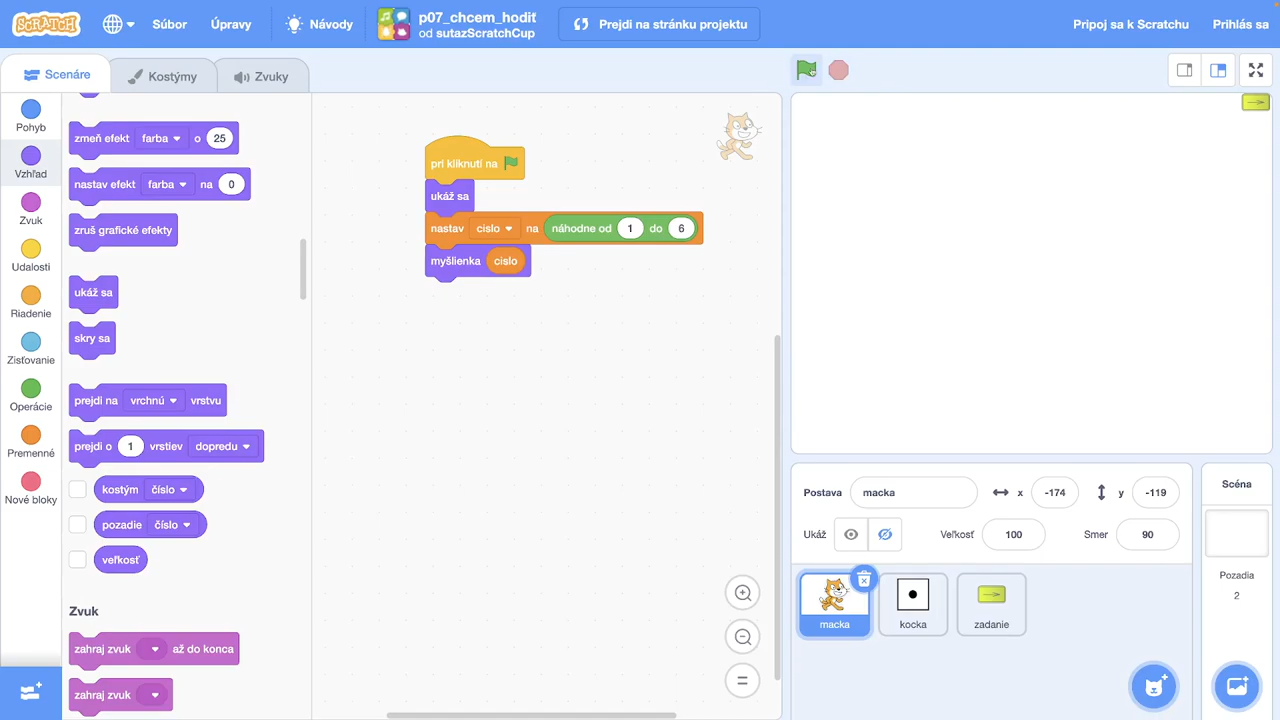 SCRATCH
Súbor
Úpravy
Návody
p07_chcem_hodiť
od sutazScratchCup
Prejdi na stránku projektu
Pripoj sa k Scratchu
Prihlás sa
Scenáre
Kostýmy
Zvuky
Pohyb
Vzhľad
Zvuk
Udalosti
Riadenie
Zisťovanie
Operácie
Premenné
Nové bloky
zmeň efekt farba o 25
nastav efekt farba na 0
zruš grafické efekty
ukáž sa
skry sa
prejdi na vrchnú vrstvu
prejdi o 1 vrstiev dopredu
kostým číslo
pozadie číslo
veľkosť
Zvuk
zahraj zvuk až do konca
zahraj zvuk
pri kliknutí na
ukáž sa
nastav cislo na náhodne od 1 do 6
myšlienka cislo
Postava macka x -174 y -119
Ukáž Veľkosť 100 Smer 90
macka
kocka
zadanie
Scéna
Pozadia
2